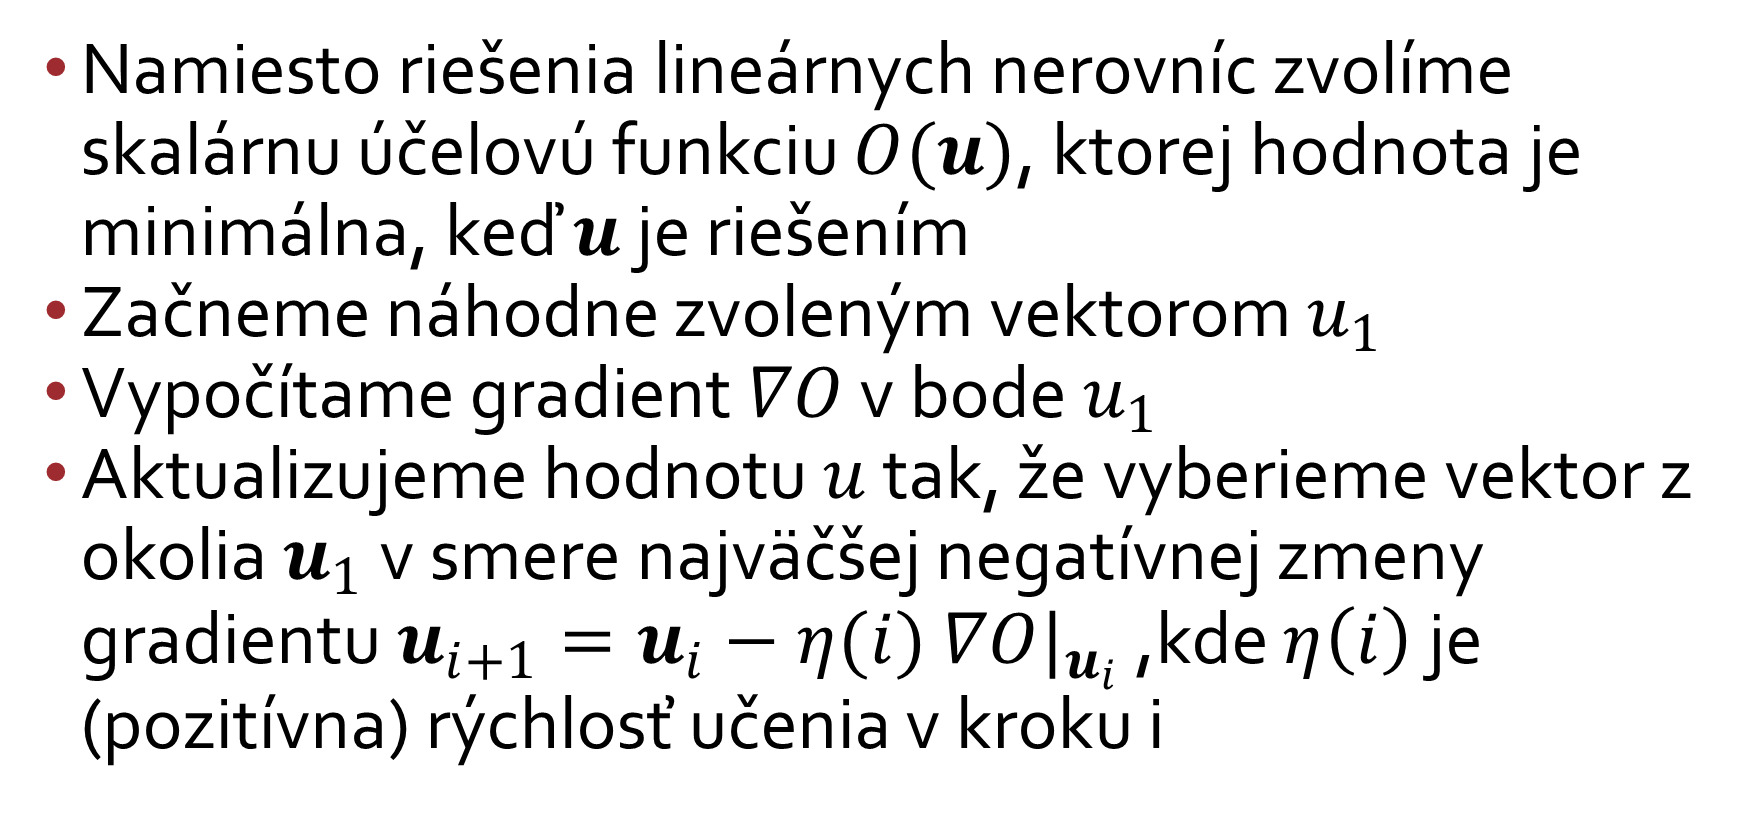 • Namiesto riešenia lineárnych nerovníc zvolíme
skalárnu účelovú funkciu O(u), ktorej hodnota je
minimálna, keď u je riešením
• Začneme náhodne zvoleným vektorom u₁
• Vypočítame gradient ∇O v bode u₁
• Aktualizujeme hodnotu u tak, že vyberieme vektor z
okolia u₁ v smere najväčšej negatívnej zmeny
gradientu uᵢ₊₁ = uᵢ − η(i) ∇O|ᵤᵢ ,kde η(i) je
(pozitívna) rýchlosť učenia v kroku i